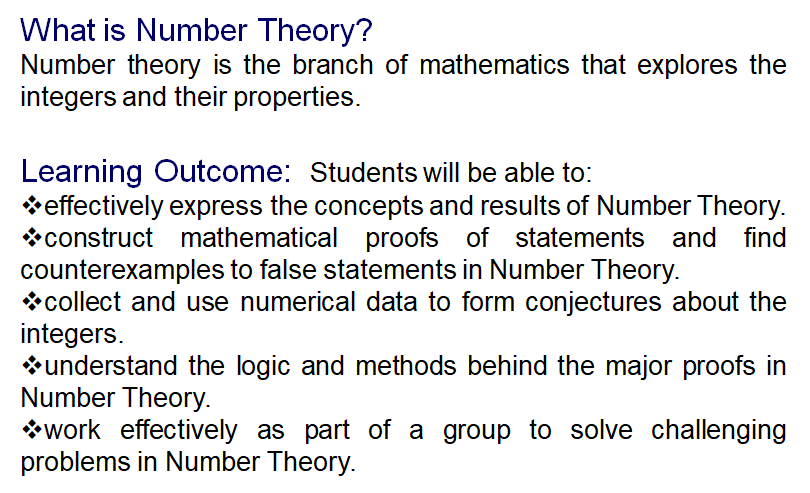 What is Number Theory?
Number theory is the branch of mathematics that explores the
integers and their properties.
Learning Outcome: Students will be able to:
❖effectively express the concepts and results of Number Theory.
❖construct mathematical proofs of statements and find
counterexamples to false statements in Number Theory.
❖collect and use numerical data to form conjectures about the
integers.
❖understand the logic and methods behind the major proofs in
Number Theory.
❖work effectively as part of a group to solve challenging
problems in Number Theory.